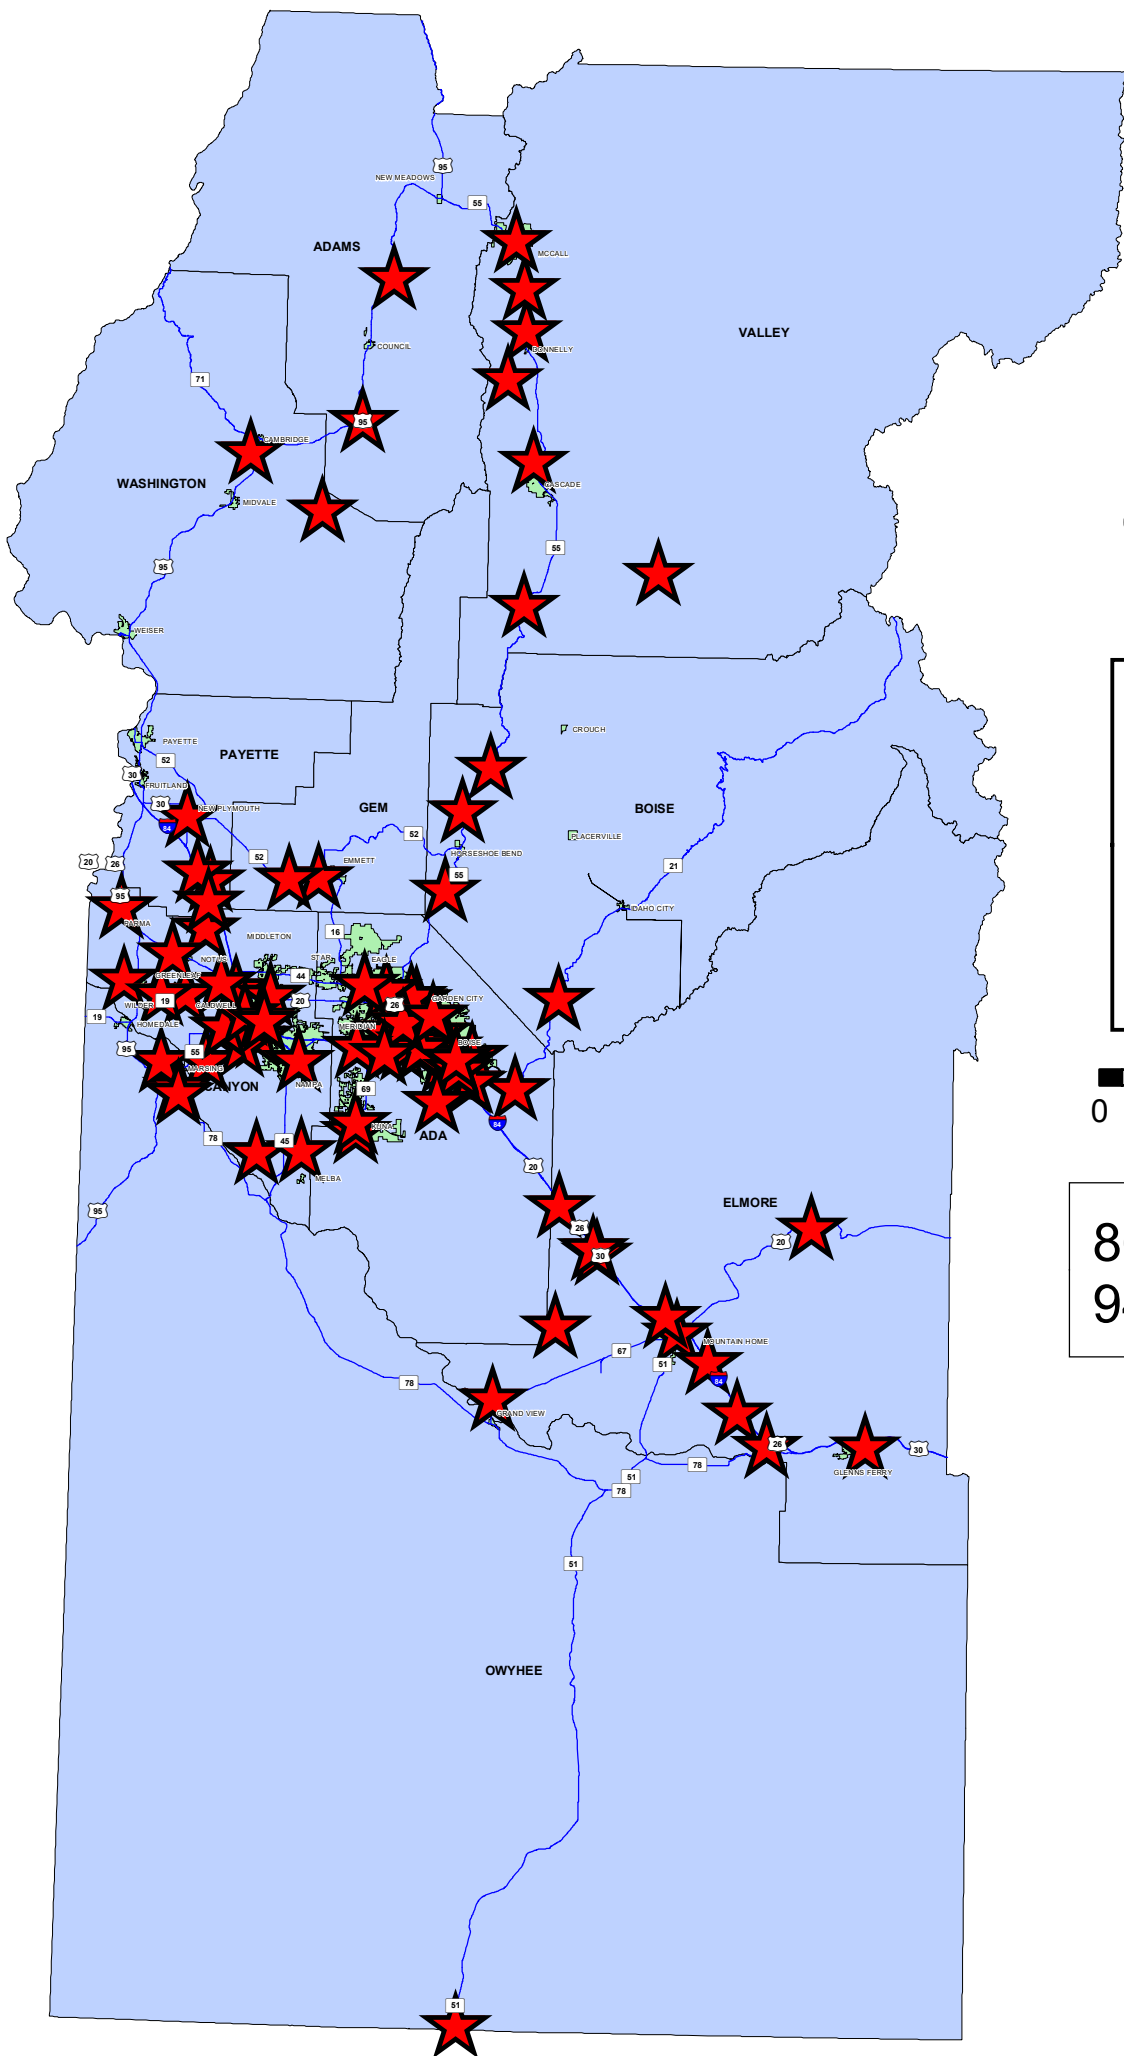 95
NEW MEADOWS
55
ADAMS
MCCALL
VALLEY
COUNCIL
DONNELLY
71
95
CAMBRIDGE
WASHINGTON
CASCADE
MIDVALE
55
95
WEISER
CROUCH
PAYETTE
PAYETTE
52
30
FRUITLAND
30
NEW PLYMOUTH
GEM
BOISE
84
52
PLACERVILLE
HORSESHOE BEND
52
EMMETT
20
26
21
55
95
IDAHO CITY
PARMA
16
MIDDLETON
STAR
EAGLE
NOTUS
GREENLEAF
44
19
20
26
GARDEN CITY
WILDER
CALDWELL
19
HOMEDALE
MERIDIAN
BOISE
95
55
MARSING
NAMPA
CANYON
69
84
KUNA
ADA
78
45
20
MELBA
ELMORE
95
26
20
30
MOUNTAIN HOME
67
51
84
78
GRAND VIEW
26
30
78
GLENNS FERRY
51
78
51
OWYHEE
51
0
8
9